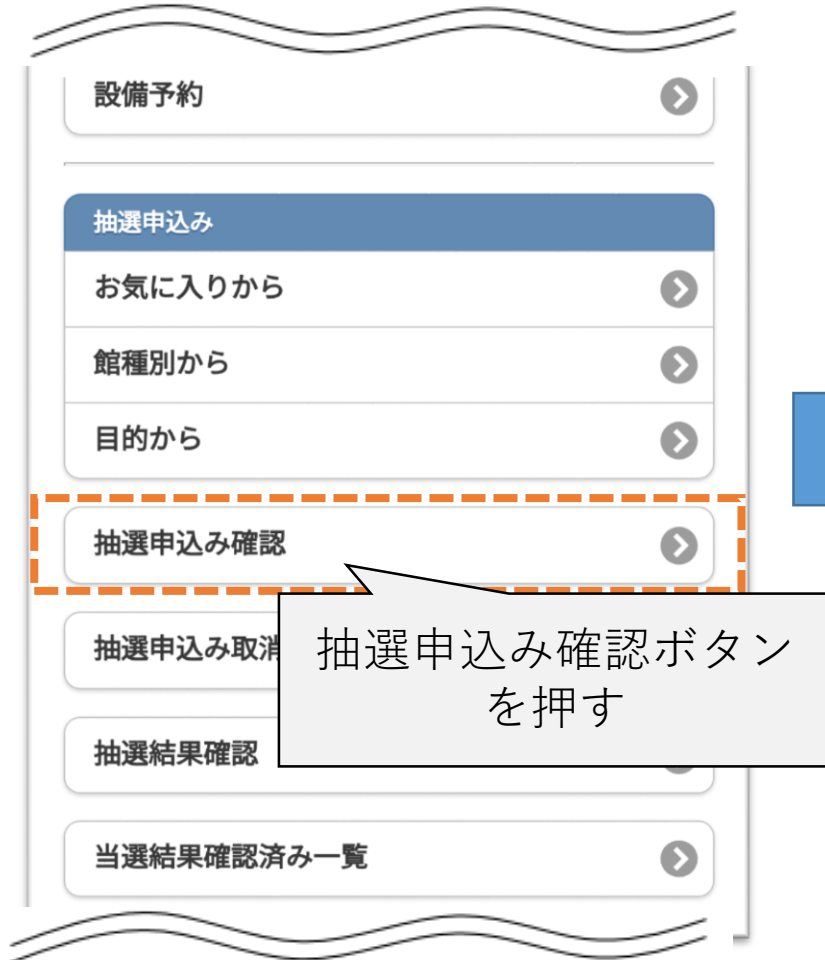 設備予約
抽選申込み
お気に入りから
館種別から
目的から
抽選申込み確認
抽選申込み取消
抽選申込み確認ボタン
を押す
抽選結果確認
当選結果確認済み一覧